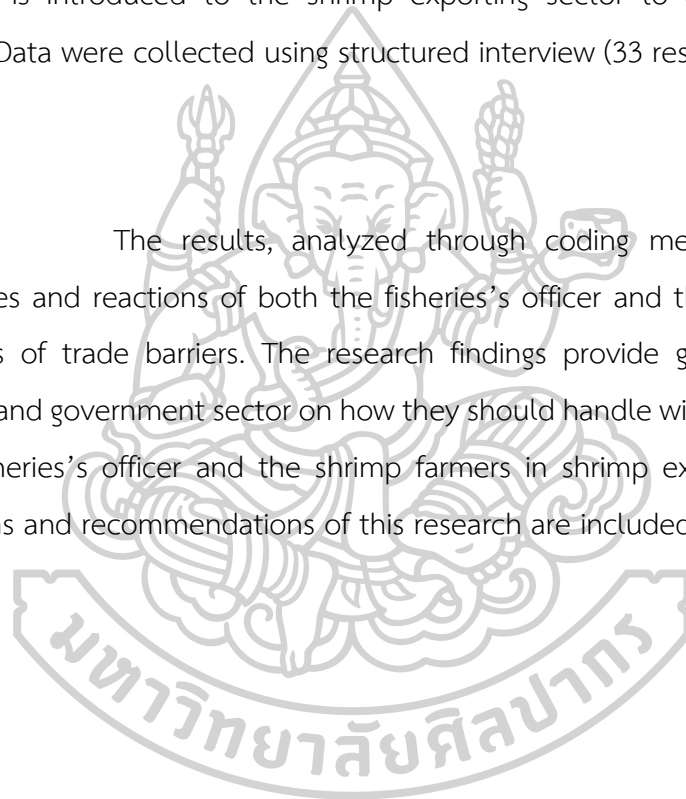 is introduced to the shrimp exporting sector to
Data were collected using structured interview (33 res
The results, analyzed through coding me
es and reactions of both the fisheries's officer and t
s of trade barriers. The research findings provide g
and government sector on how they should handle wi
heries's officer and the shrimp farmers in shrimp ex
ns and recommendations of this research are included
มหาวิทยาลัยศิลปากร